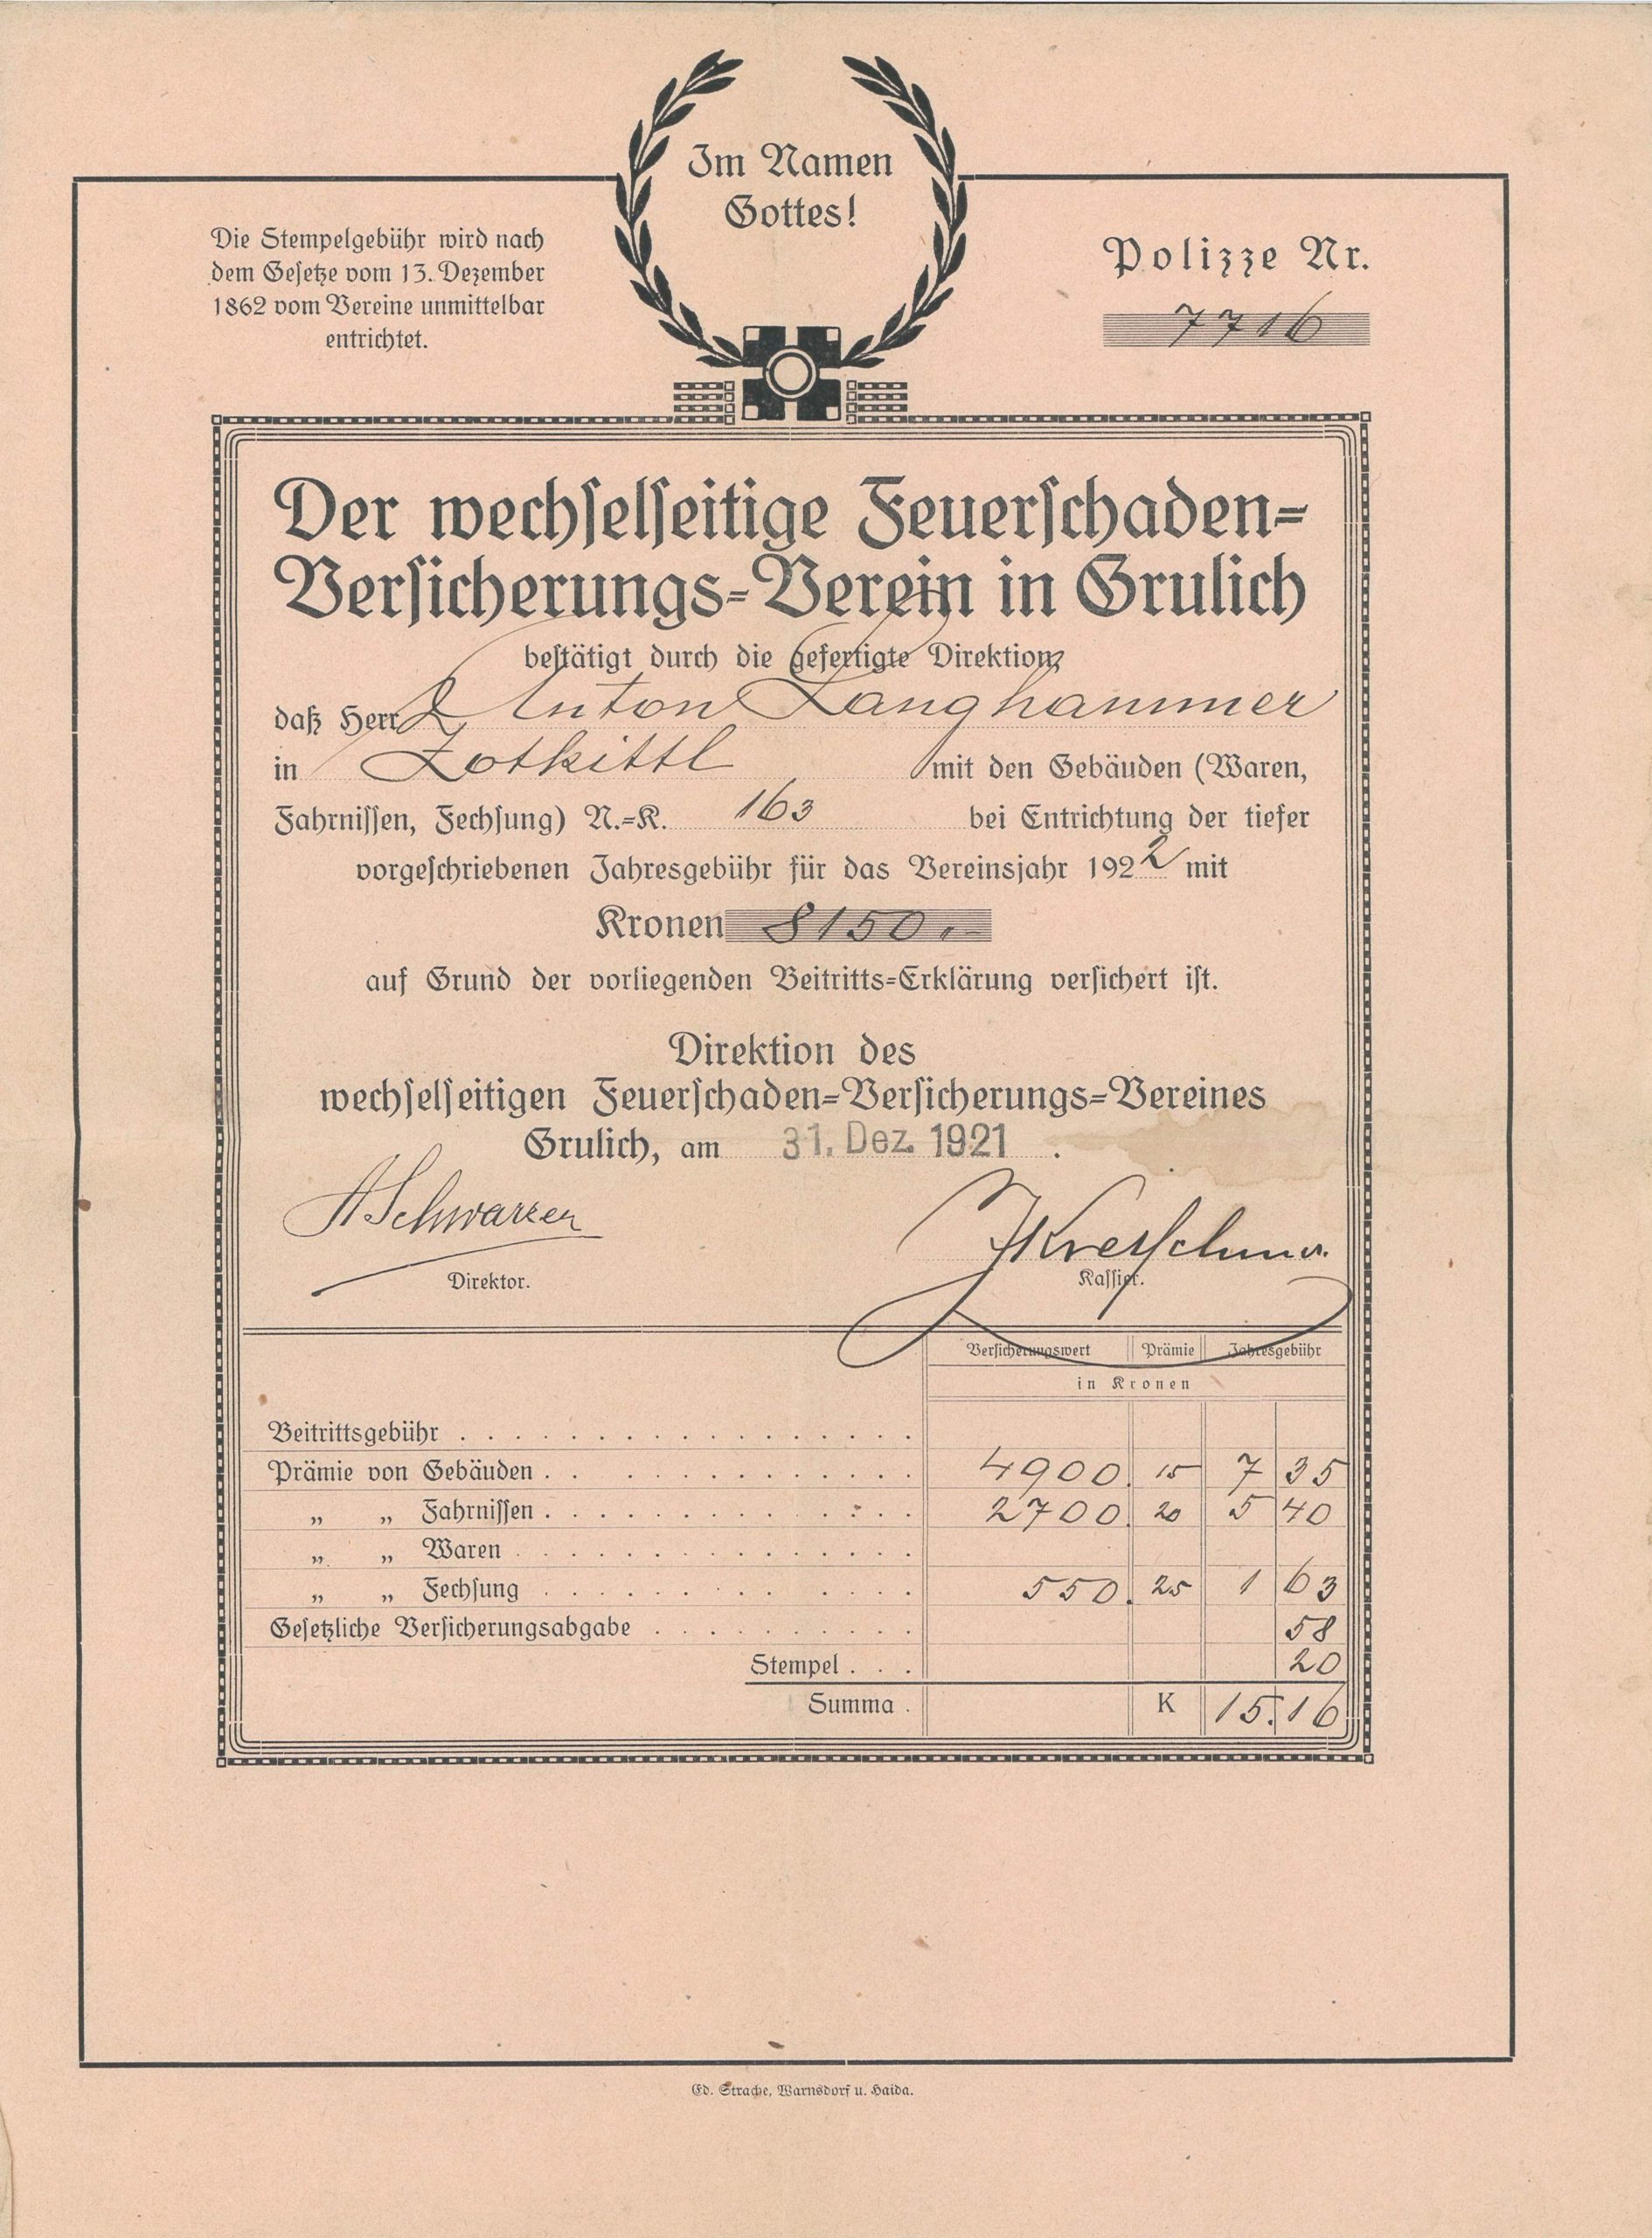 Im Namen
Gottes!
Die Stempelgebühr wird nach
dem Gesetze vom 13. Dezember
1862 vom Vereine unmittelbar
entrichtet.
Polizze Nr.
7716
Der wechselseitige Feuerschaden-
Versicherungs-Verein in Grulich
bestätigt durch die gefertigte Direktion,
daß Herr Anton Langhammer
in Zotkittl mit den Gebäuden (Waren,
Fahrnissen, Fechsung) N.-K. 163 bei Entrichtung der tiefer
vorgeschriebenen Jahresgebühr für das Vereinsjahr 1922 mit
Kronen 8150.-
auf Grund der vorliegenden Beitritts-Erklärung versichert ist.
Direktion des
wechselseitigen Feuerschaden-Versicherungs-Vereines
Grulich, am 31. Dez. 1921.
Direktor.
Kassier.
Versicherungswert Prämie Jahresgebühr
in Kronen
Beitrittsgebühr
Prämie von Gebäuden 4900. 15 7 35
„ „ Fahrnissen 2700. 20 5 40
„ „ Waren
„ „ Fechsung 550. 25 1 63
Gesetzliche Versicherungsabgabe 58
Stempel 20
Summa K 15.16
Ed. Strache, Warnsdorf u. Haida.